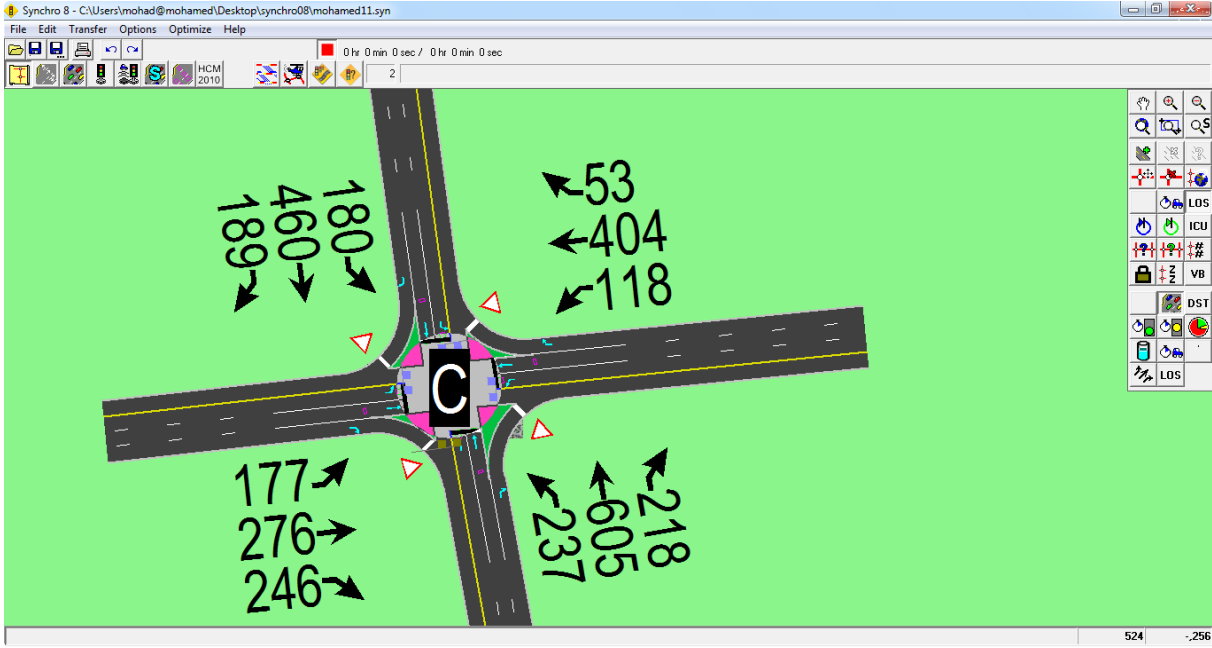 Synchro 8 - C:\Users\mohad@mohamed\Desktop\synchro08\mohamed11.syn
File Edit Transfer Options Optimize Help
0 hr 0 min 0 sec / 0 hr 0 min 0 sec
HCM
2010
2
S
LOS
ICU
#
#
Z
Z
VB
DST
LOS
189
460
180
53
404
118
C
177
276
246
237
605
218
524 -,256